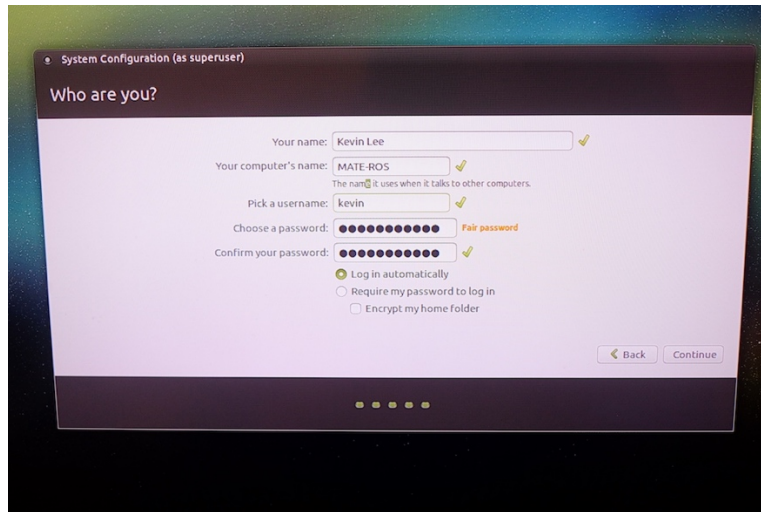 System Configuration (as superuser)
Who are you?
Your name: Kevin Lee
Your computer's name: MATE-ROS
The name it uses when it talks to other computers.
Pick a username: kevin
Choose a password: ●●●●●●●●●●● Fair password
Confirm your password: ●●●●●●●●●●●
Log in automatically
Require my password to log in
Encrypt my home folder
Back Continue